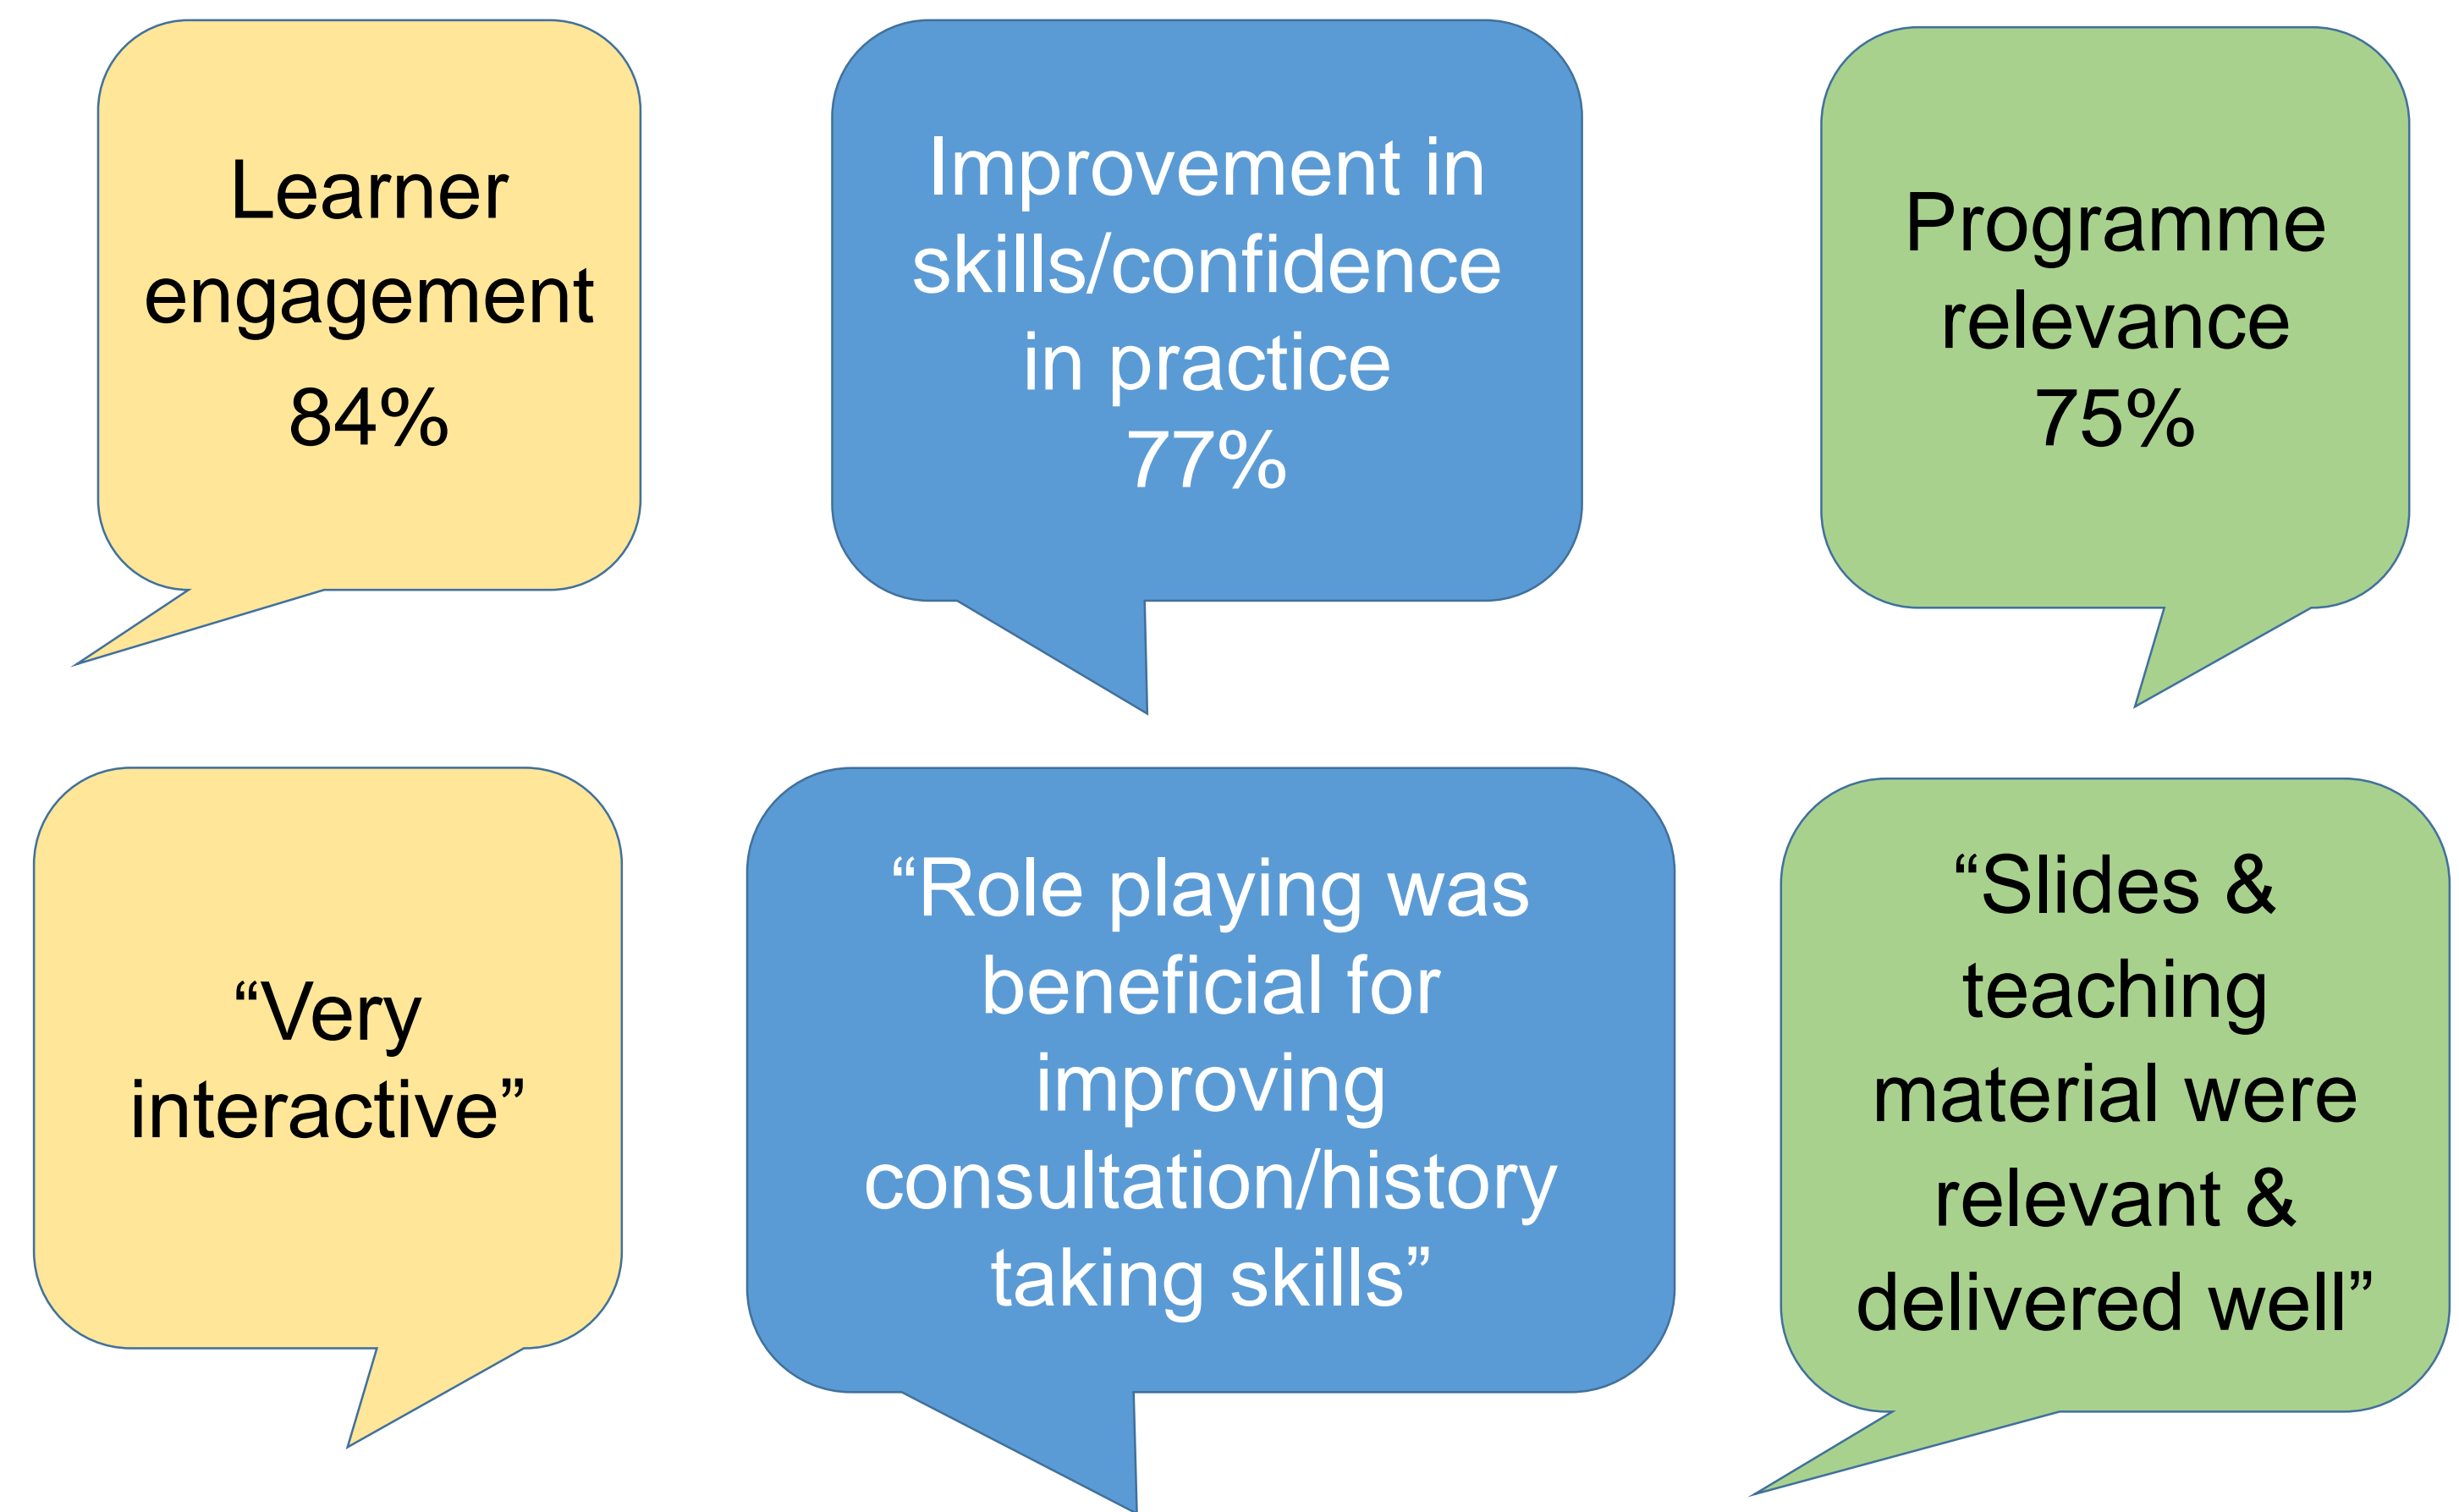 Learner
engagement
84%
Improvement in
skills/confidence
in practice
77%
Programme
relevance
75%
“Very
interactive”
“Role playing was
beneficial for
improving
consultation/history
taking skills”
“Slides &
teaching
material were
relevant &
delivered well”